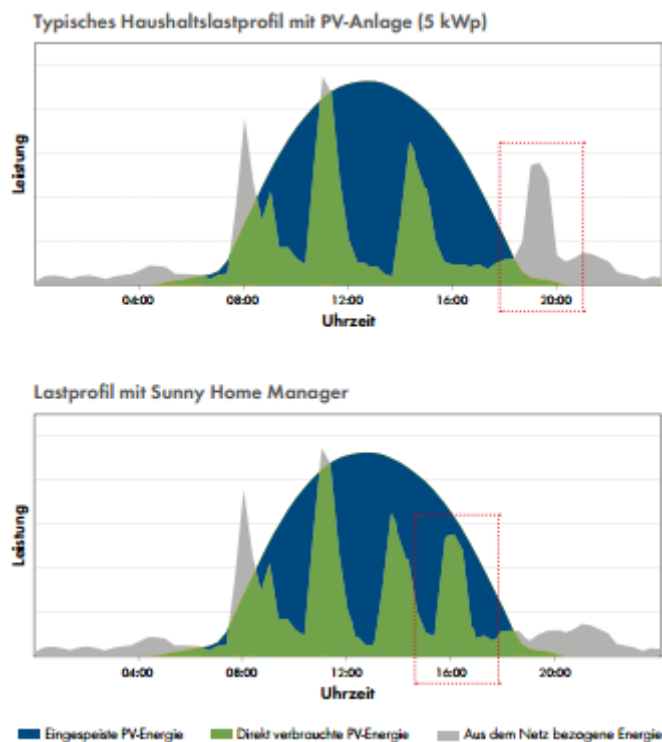 Typisches Haushaltslastprofil mit PV-Anlage (5 kWp)
Leistung
04:00 08:00 12:00 16:00 20:00
Uhrzeit
Lastprofil mit Sunny Home Manager
Leistung
04:00 08:00 12:00 16:00 20:00
Uhrzeit
Eingespeiste PV-Energie Direkt verbrauchte PV-Energie Aus dem Netz bezogene Energie